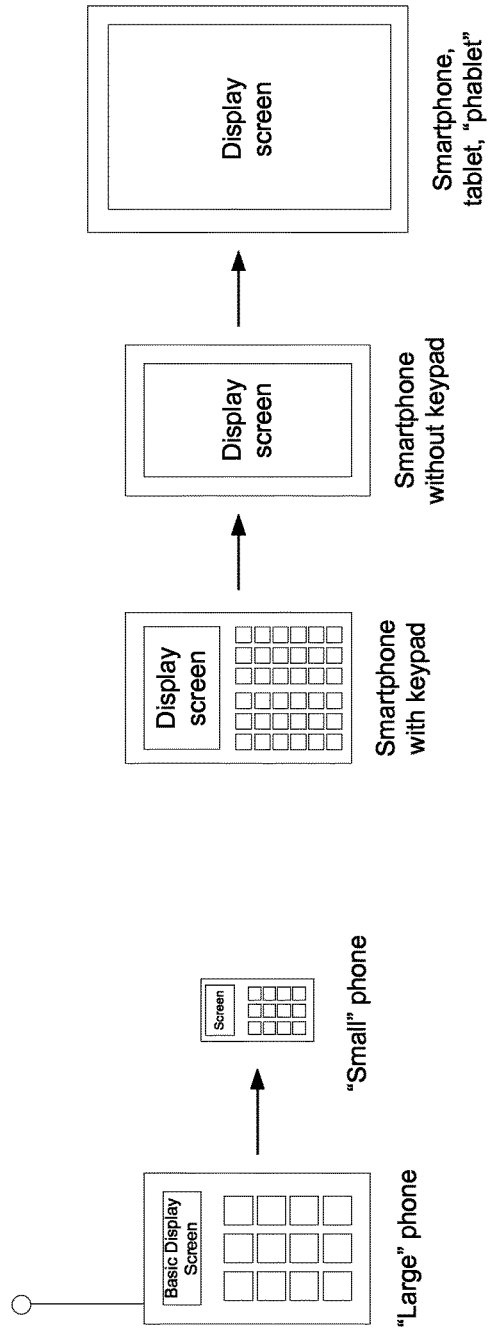 Basic Display
Screen
“Large” phone
Screen
“Small” phone
Display
screen
Smartphone
with keypad
Display
screen
Smartphone
without keypad
Display
screen
Smartphone,
tablet, “phablet”